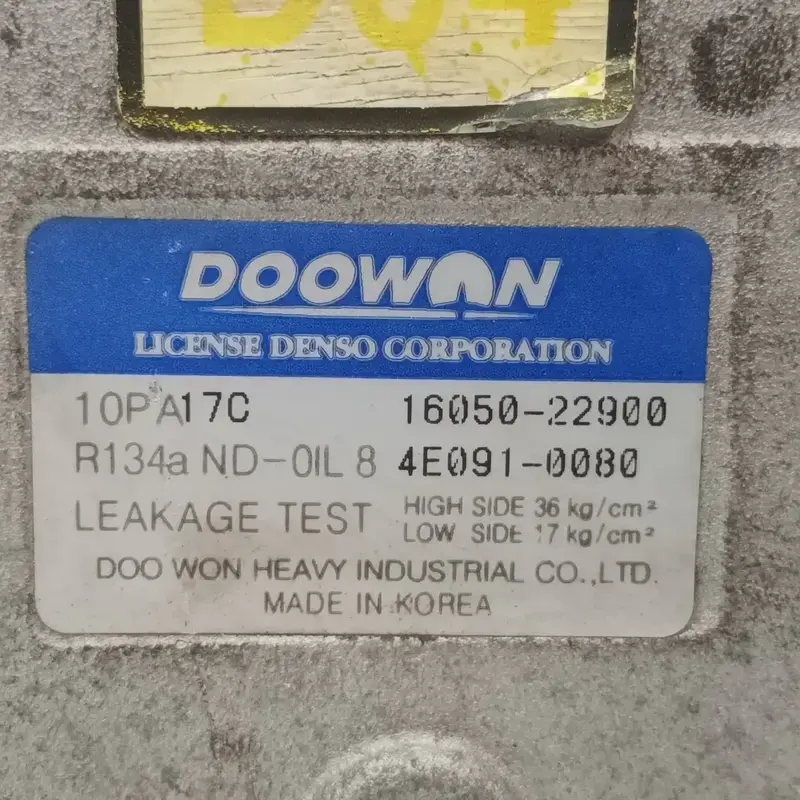 DOOWON
LICENSE DENSO CORPORATION
10PA17C 16050-22900
R134a ND-OIL 8 4E091-0080
LEAKAGE TEST HIGH SIDE 36 kg/cm²
LOW SIDE 17 kg/cm²
DOO WON HEAVY INDUSTRIAL CO.,LTD.
MADE IN KOREA